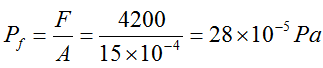 P_f = F/A = 4200/(15×10⁻⁴) = 28×10⁻⁵ Pa